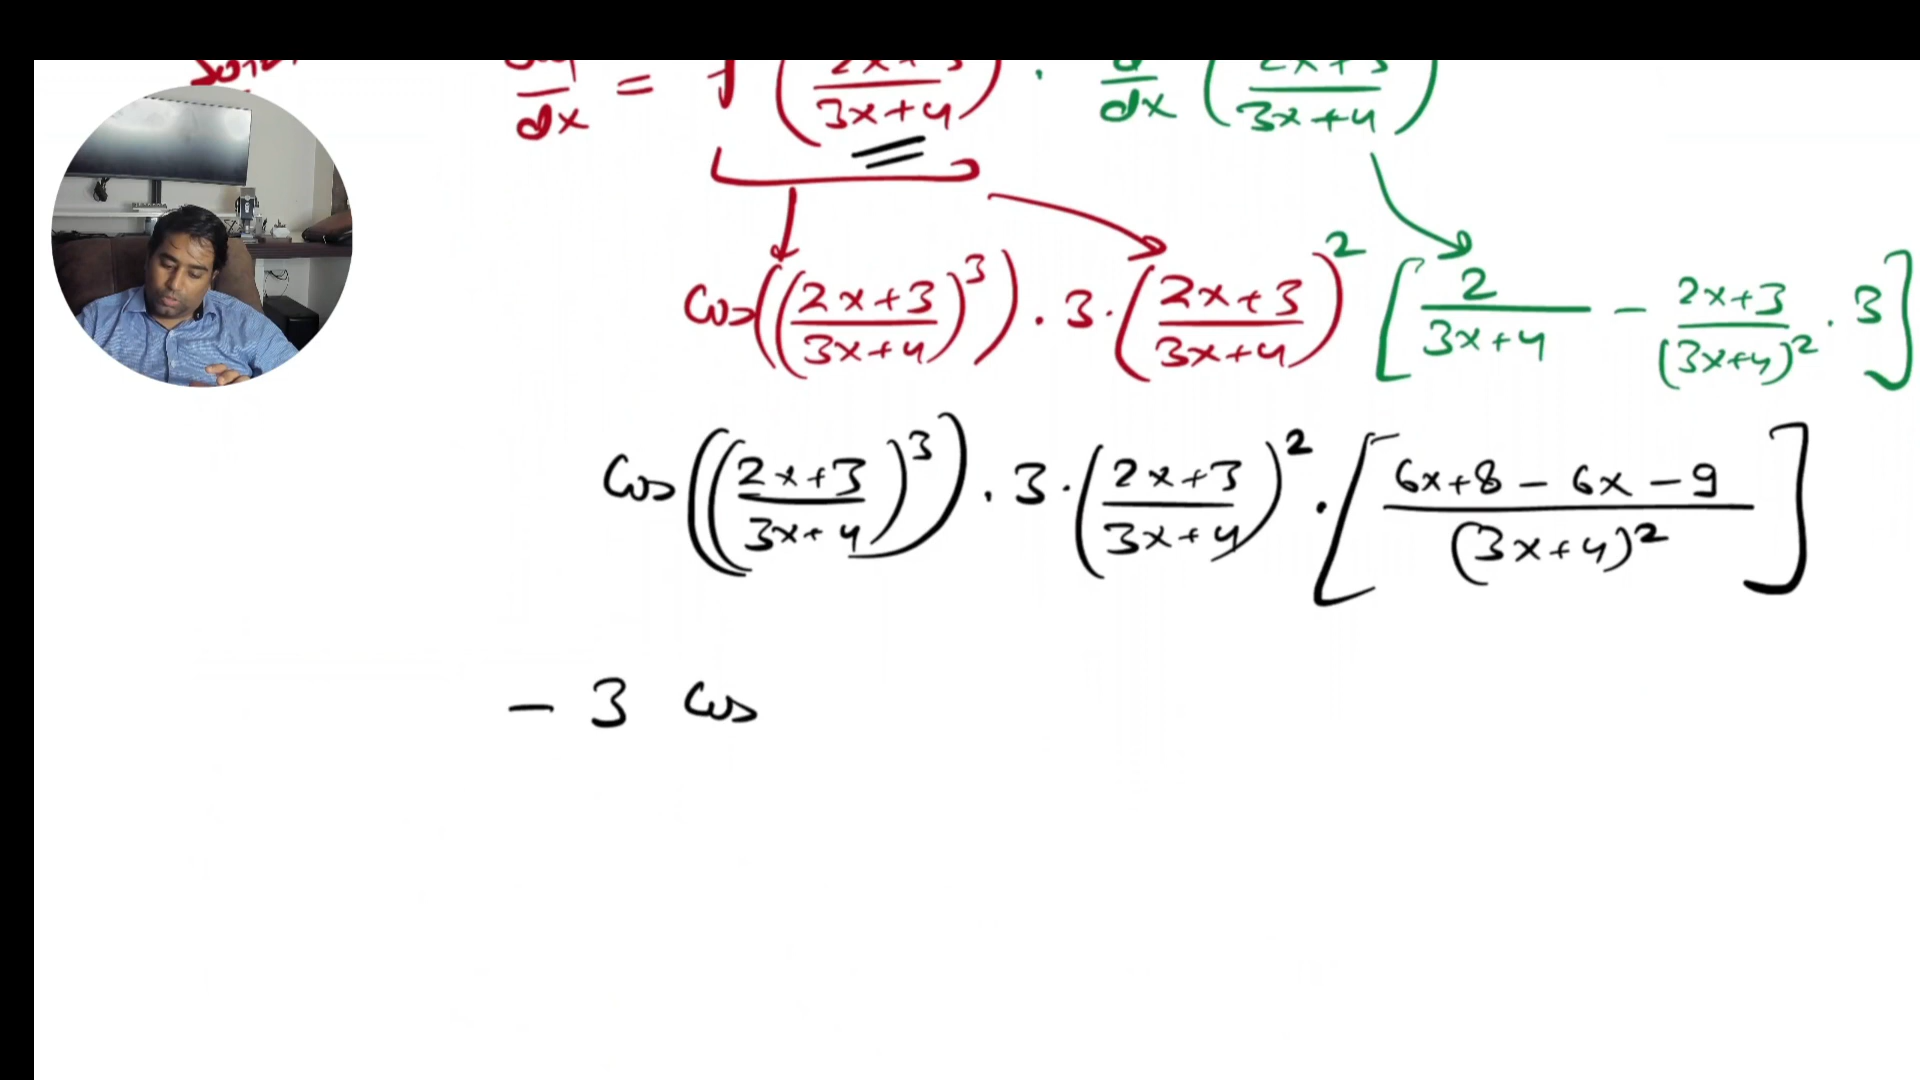 dy/dx = f ( (2x+3)/(3x+4) ) · d/dx ( (2x+3)/(3x+4) )
Cos( ( (2x+3)/(3x+4) )^3 ) · 3 · ( (2x+3)/(3x+4) )^2 [ 2/(3x+4) − (2x+3)/(3x+4)^2 · 3 ]
Cos( ( (2x+3)/(3x+4) )^3 ) · 3 · ( (2x+3)/(3x+4) )^2 · [ (6x+8 − 6x − 9)/(3x+4)^2 ]
− 3 Cos